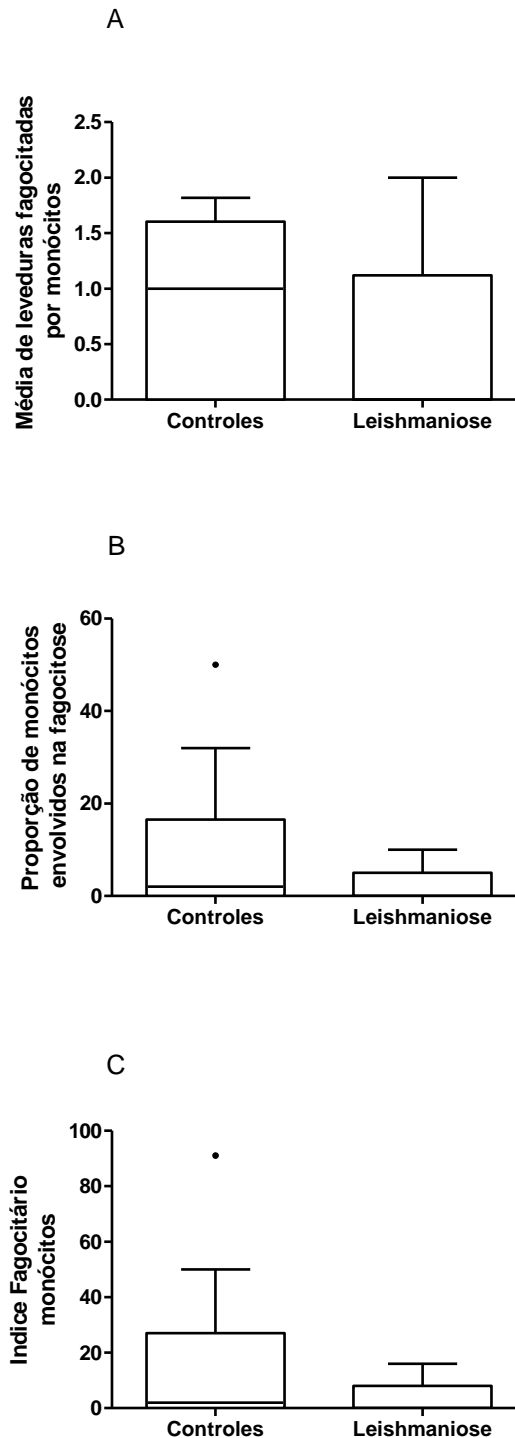 A
Média de leveduras fagocitadas
por monócitos
2.5
2.0
1.5
1.0
0.5
0.0
Controles Leishmaniose
B
Proporção de monócitos
envolvidos na fagocitose
60
40
20
0
Controles Leishmaniose
C
Indice Fagocitário
monócitos
100
80
60
40
20
0
Controles Leishmaniose